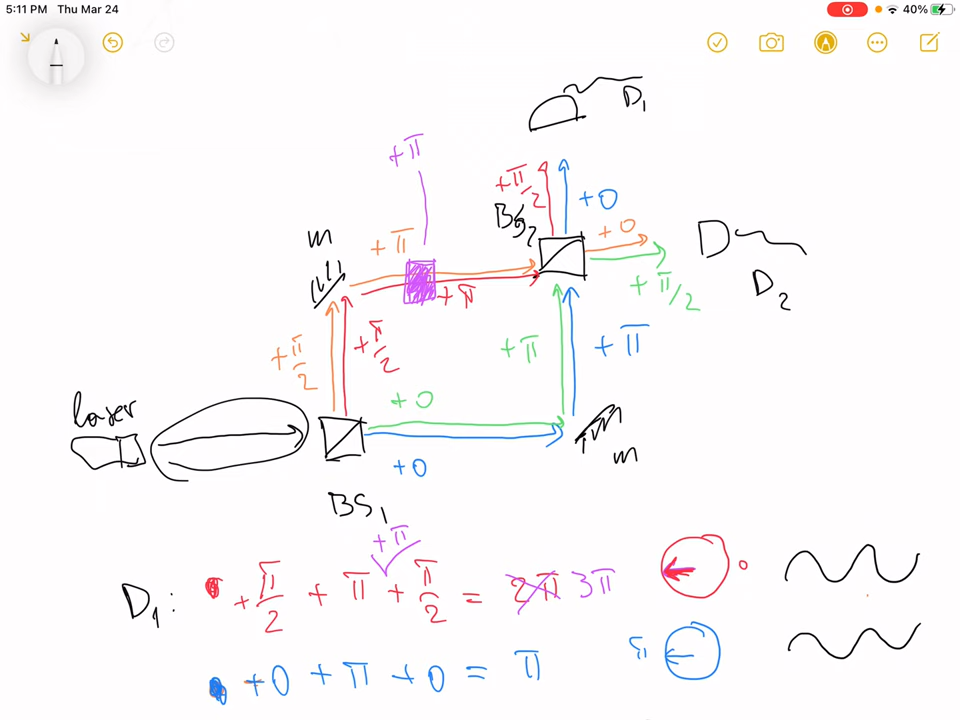 5:11 PM Thu Mar 24
40%
D₁
+π
+π/2
+0
BS₂
m
+π
+0
D₂
+π
+π/2
+π/2
+π/2
+π
+π
laser
+0
m
+0
BS₁
+π
D₁: +π/2 + π + π/2 = 2π 3π
0
+0 + π + 0 = π
π